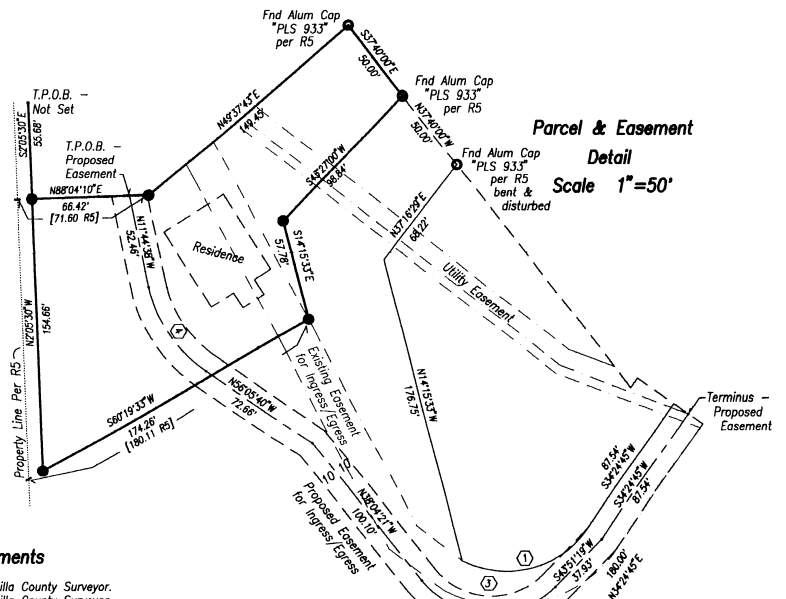 Fnd Alum Cap
"PLS 933"
per R5
S37°40'00"E
50.00'
Fnd Alum Cap
"PLS 933"
per R5
N37°40'00"W
50.00'
Parcel & Easement
Detail
Scale 1"=50'
Fnd Alum Cap
"PLS 933"
per R5
bent &
disturbed
T.P.O.B. –
Not Set
S2°05'30"E
55.68'
N49°37'43"E
149.45'
T.P.O.B. –
Proposed
Easement
N88°04'10"E
66.42'
[71.60 R5]
N11°44'38"W
52.46'
S45°27'00"W
98.84'
N37°16'29"E
68.22'
Residence
S14°15'33"E
57.78'
Utility Easement
N2°05'30"W
154.66'
Property Line Per R5
4
S60°19'33"W
174.26'
[180.11 R5]
N56°05'40"W
72.66'
Existing Easement
for Ingress/Egress
N14°15'33"W
176.75'
Terminus –
Proposed
Easement
87.54'
S34°24'45"W
S34°24'45"W
87.54'
10
10
N38°04'21"W
100.10'
Proposed Easement
for Ingress/Egress
1
3
S43°51'19"W
37.93'
180.00'
N34°24'45"E
ments
illa County Surveyor.
illa County Surveyor